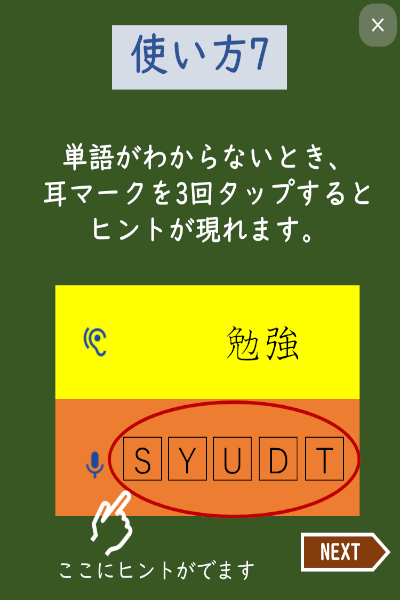 使い方7
×
単語がわからないとき、
耳マークを3回タップすると
ヒントが現れます。
勉強
S Y U D T
ここにヒントがでます
NEXT